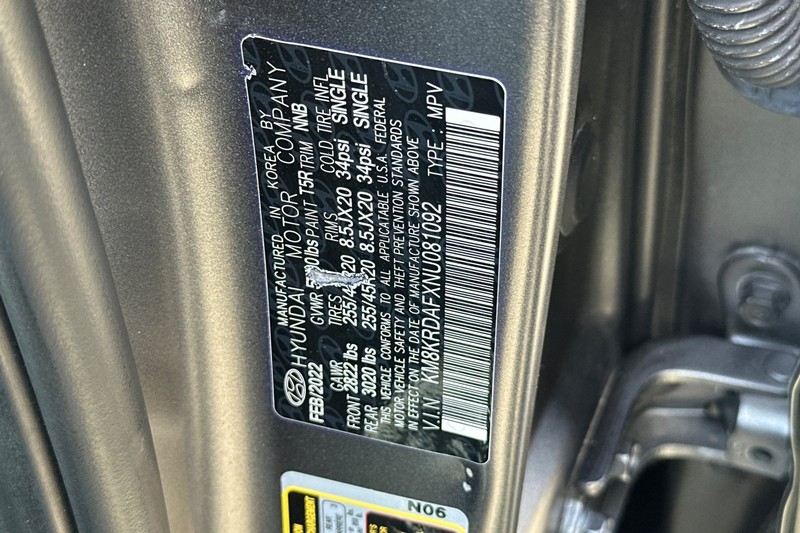 MANUFACTURED IN KOREA BY
HYUNDAI MOTOR COMPANY
FEB/2022 GVWR lbs PAINT T5R TRIM NNB
GAWR TIRES RIMS COLD TIRE INFL
FRONT 2822 lbs 255/4 20 8.5JX20 34psi SINGLE
REAR 3020 lbs 255/45R20 8.5JX20 34psi SINGLE
THIS VEHICLE CONFORMS TO ALL APPLICATABLE U.S.A. FEDERAL
MOTOR VEHICLE SAFETY AND THEFT PREVENTION STANDARDS
IN EFFECT ON THE DATE OF MANUFACTURE SHOWN ABOVE
V.I.N KM8KRDAFXNU081092 TYPE : MPV
N06